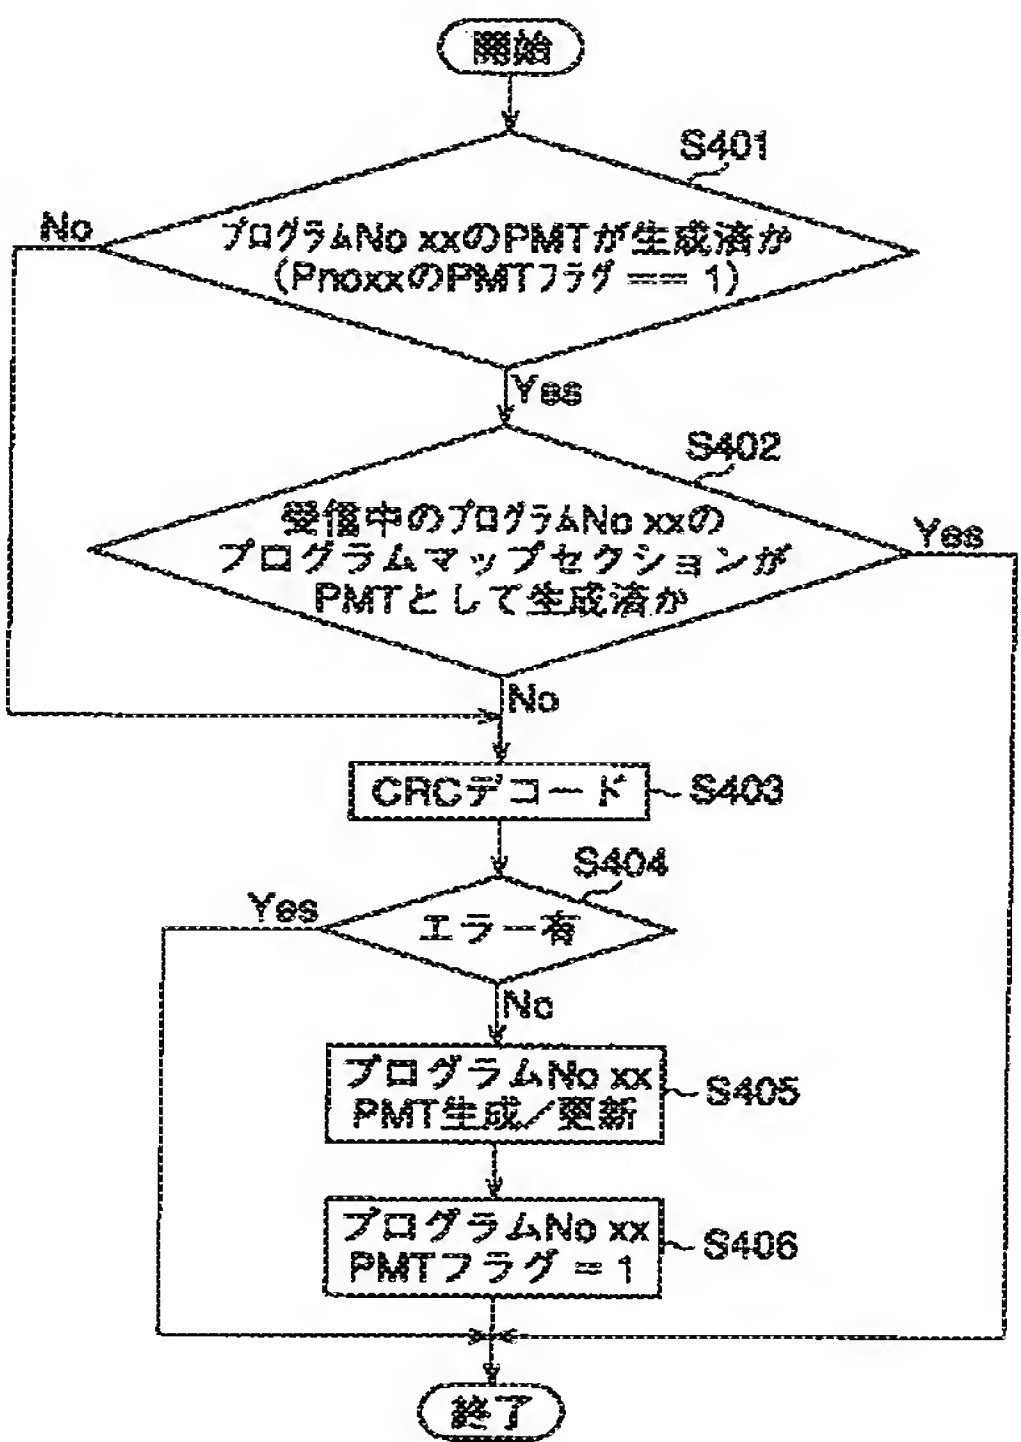 開始
S401
No
プログラムNo xxのPMTが生成済か
(PnoxxのPMTフラグ == 1)
Yes
S402
受信中のプログラムNo xxの
プログラムマップセクションが
PMTとして生成済か
Yes
No
CRCデコード
S403
S404
Yes
エラー有
No
プログラムNo xx
PMT生成/更新
S405
プログラムNo xx
PMTフラグ = 1
S406
終了